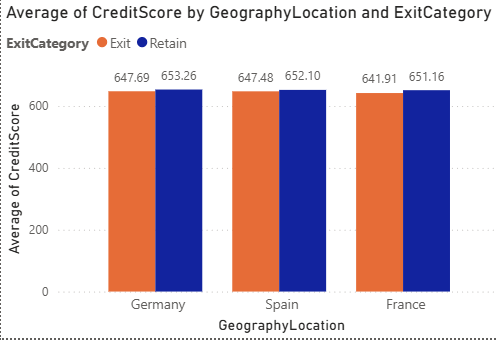 Average of CreditScore by GeographyLocation and ExitCategory
ExitCategory Exit Retain
647.69 653.26 647.48 652.10 641.91 651.16
600
400
200
0
Average of CreditScore
Germany Spain France
GeographyLocation